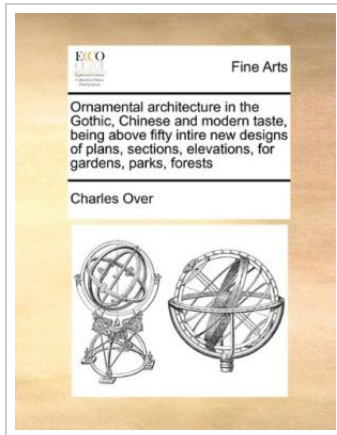 ECCO
Fine Arts
Ornamental architecture in the
Gothic, Chinese and modern taste,
being above fifty intire new designs
of plans, sections, elevations, for
gardens, parks, forests
Charles Over